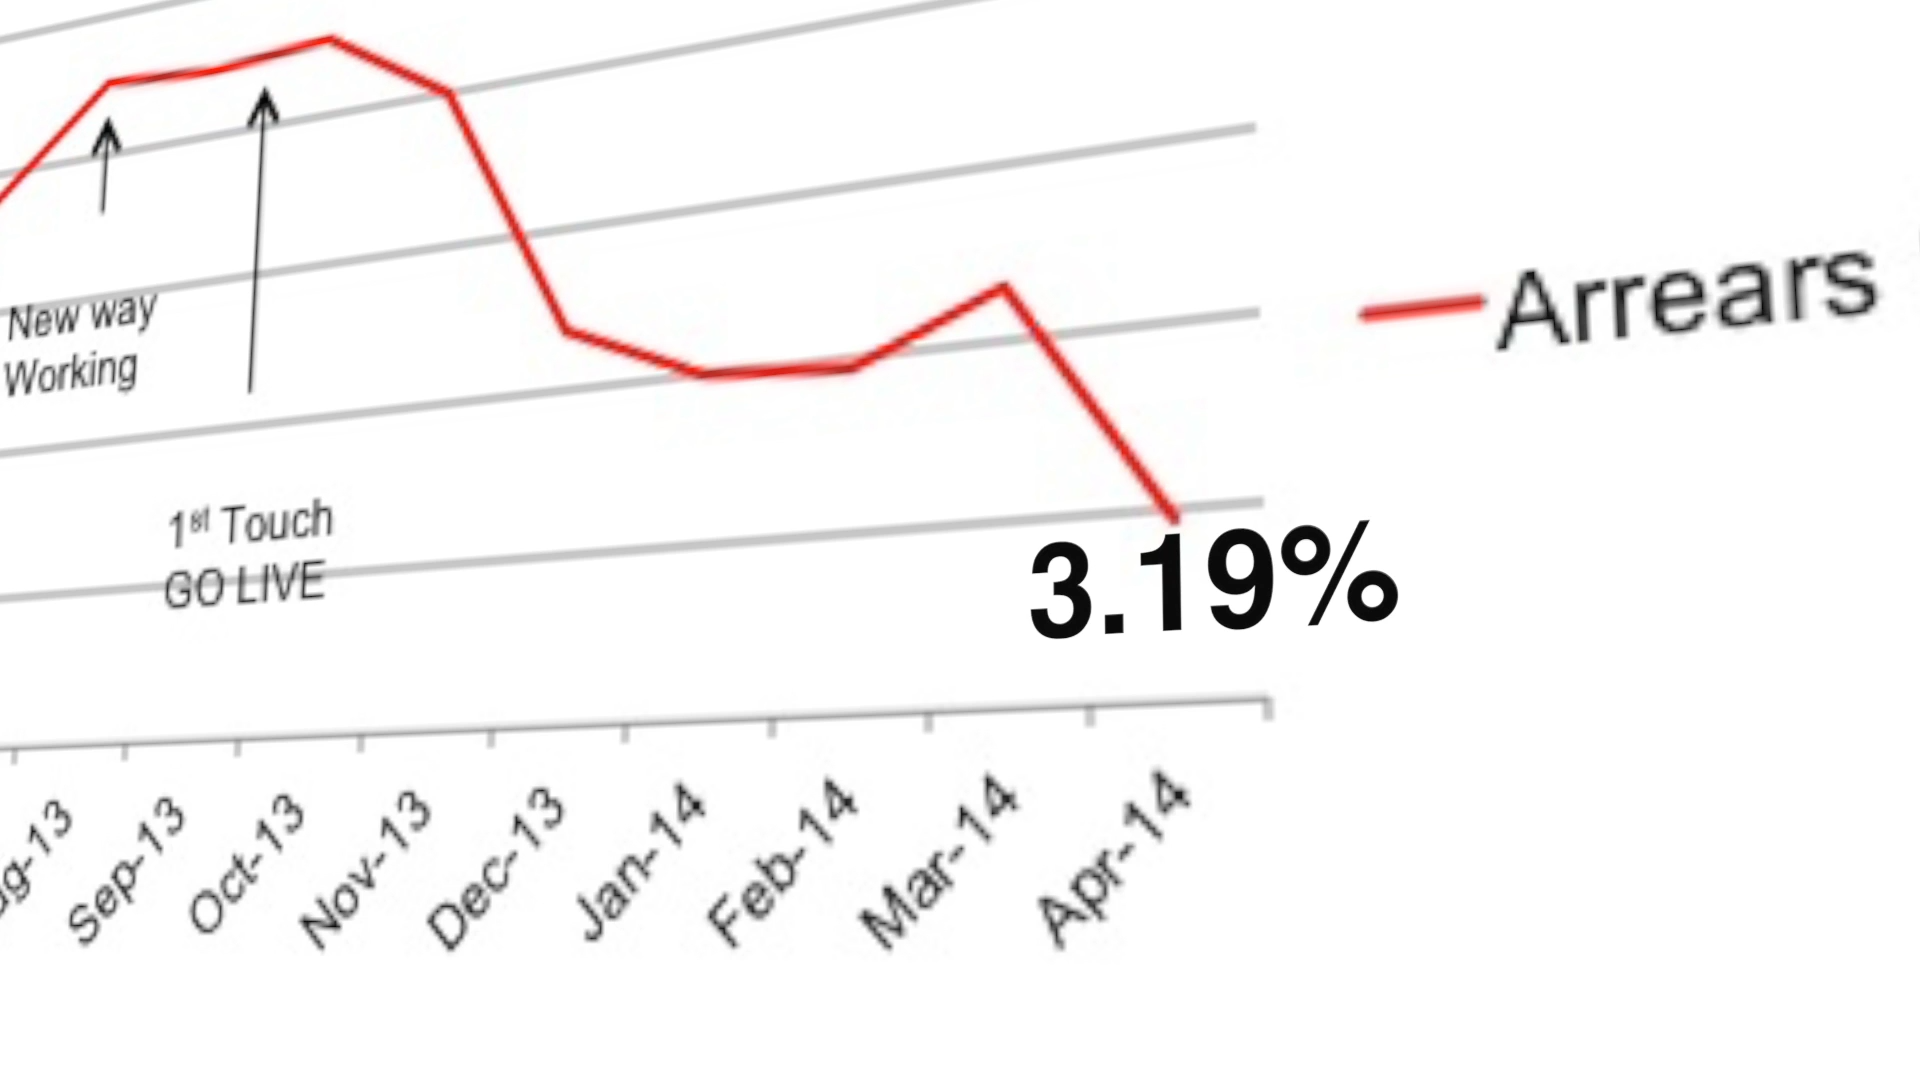 New way
Working
1st Touch
GO LIVE
Arrears
3.19%
Sep-13
Oct-13
Nov-13
Dec-13
Jan-14
Feb-14
Mar-14
Apr-14